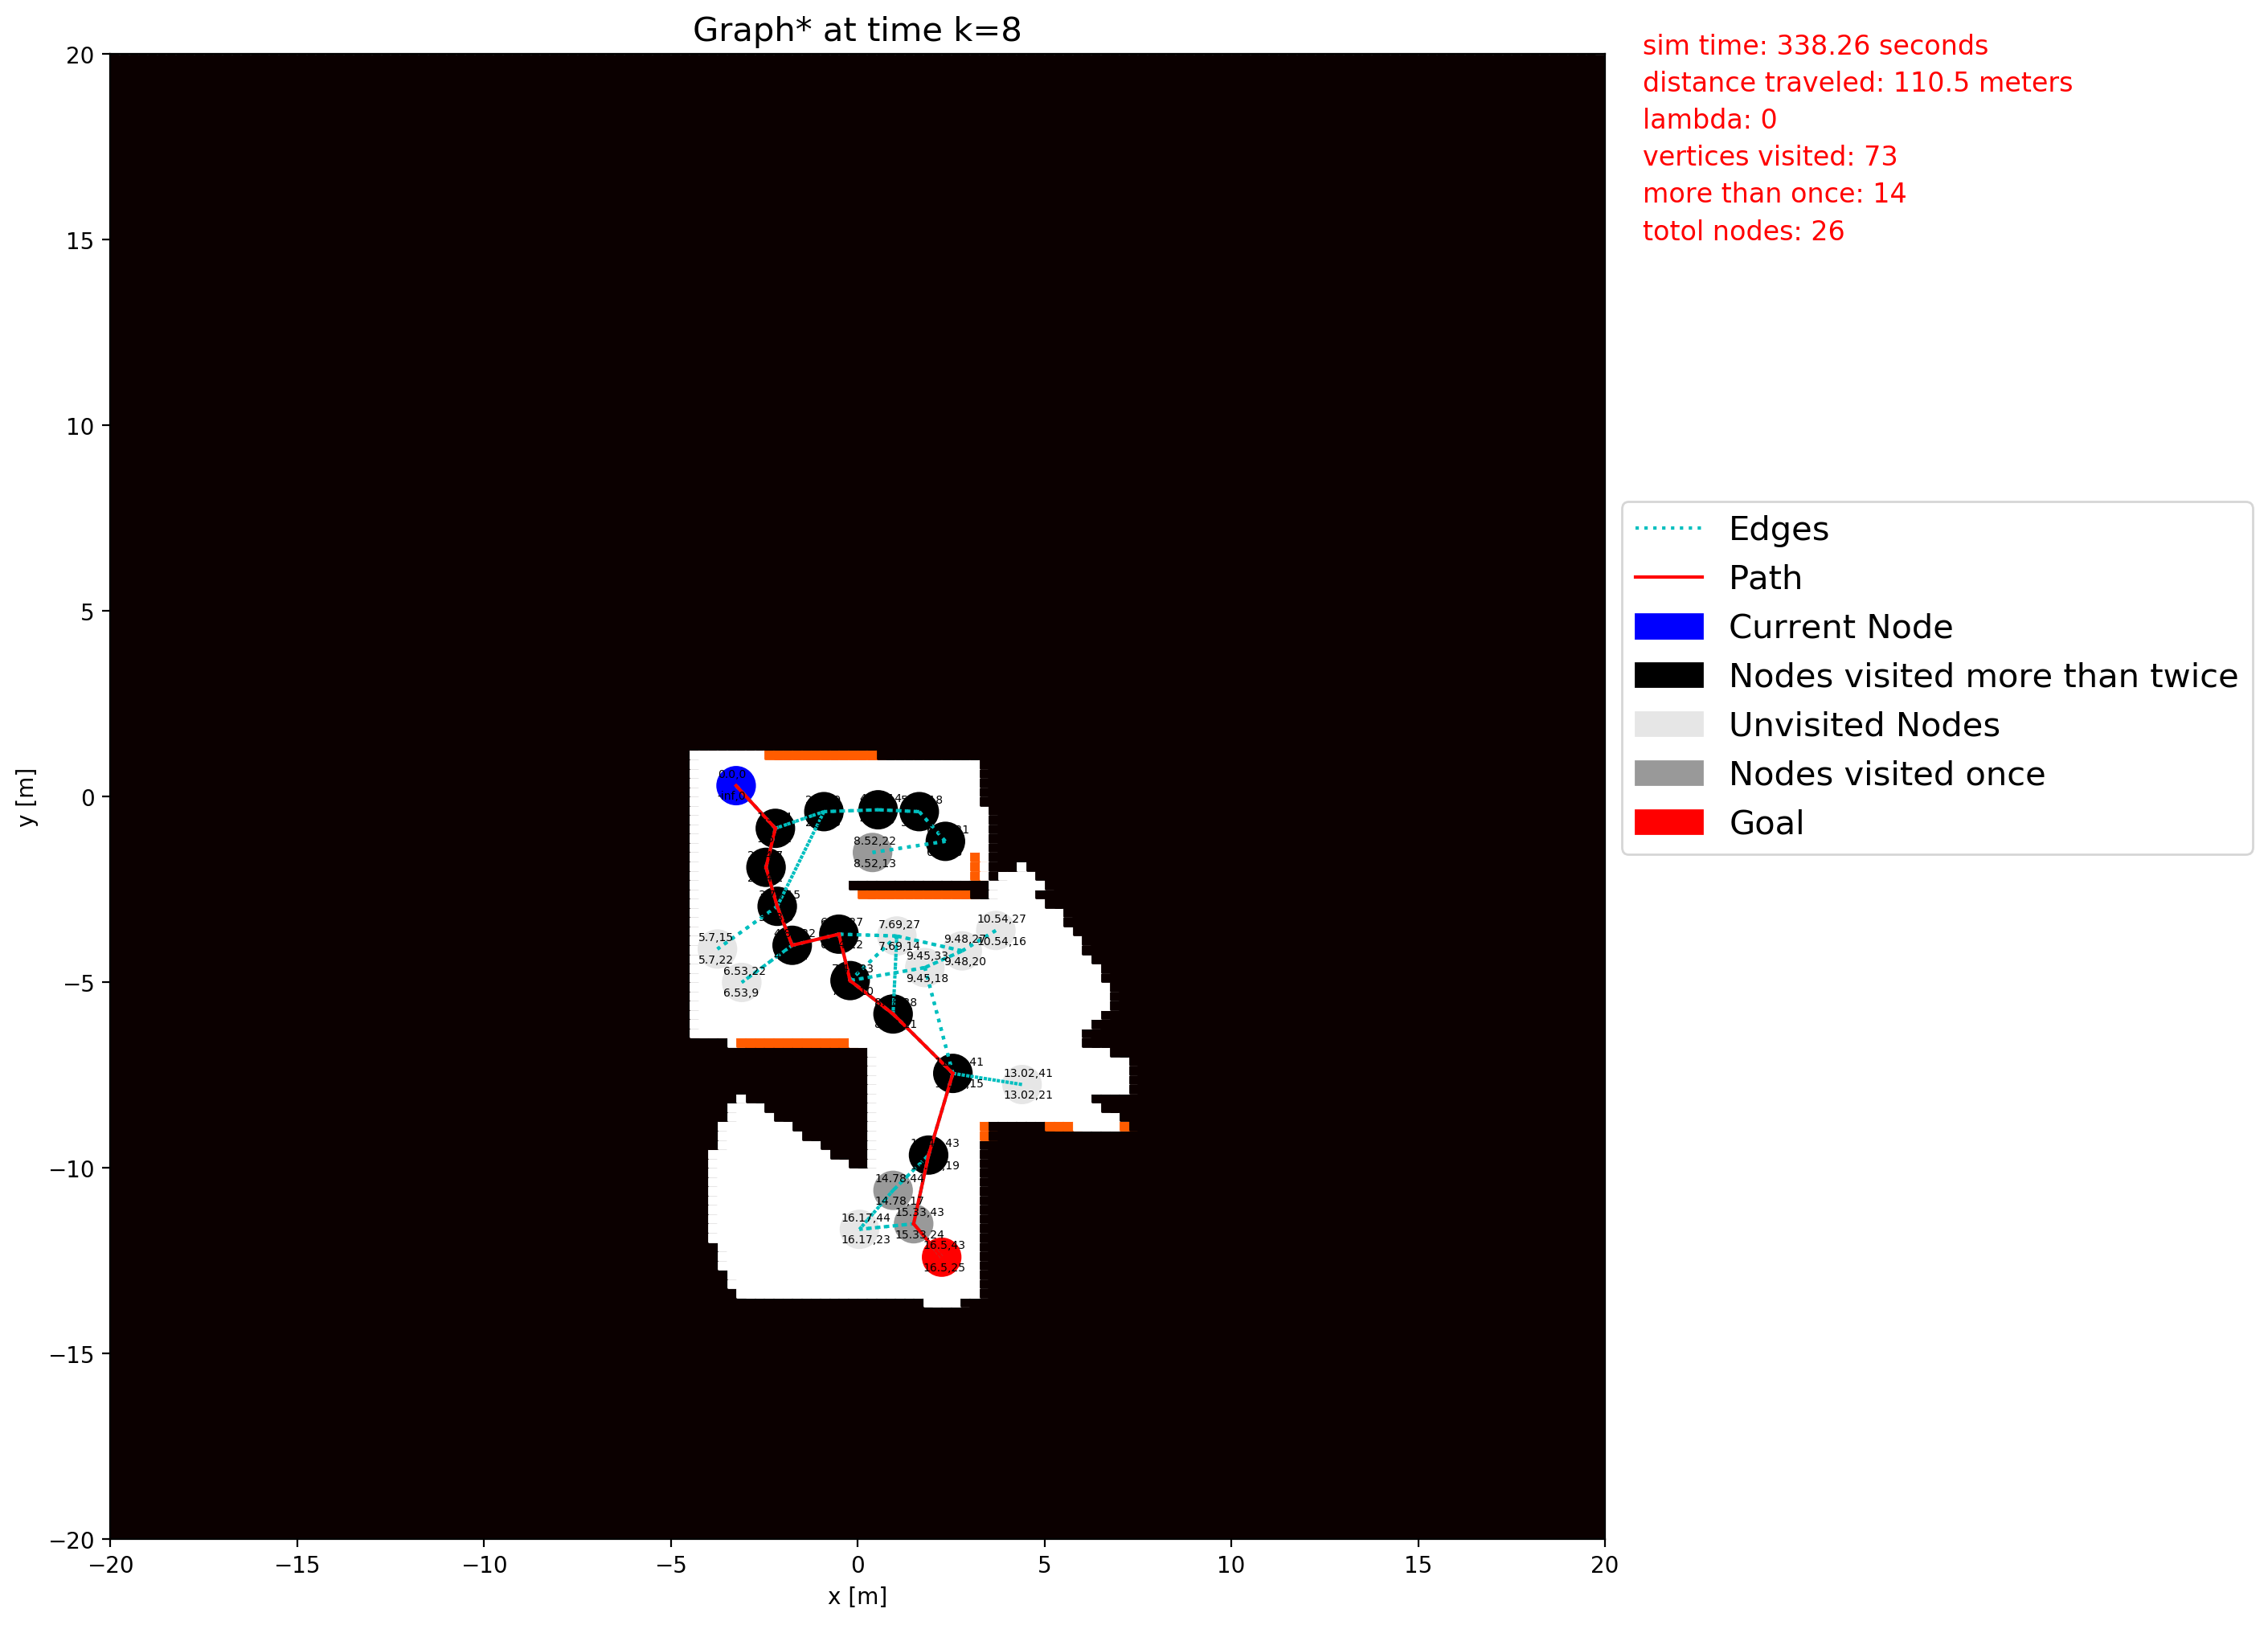 Graph* at time k=8
sim time: 338.26 seconds
distance traveled: 110.5 meters
lambda: 0
vertices visited: 73
more than once: 14
totol nodes: 26
20
15
10
5
0
−5
−10
−15
−20
y [m]
−20
−15
−10
−5
0
5
10
15
20
x [m]
Edges
Path
Current Node
Nodes visited more than twice
Unvisited Nodes
Nodes visited once
Goal
8.52,22
8.52,13
5.7,15
5.7,22
6.53,22
6.53,9
7.69,27
7.69,14
9.45,33
9.45,18
9.48,27
9.48,20
10.54,27
10.54,16
13.02,41
13.02,21
14.78,44
14.78,17
15.33,43
15.33,24
16.17,44
16.17,23
16.5,43
16.5,25